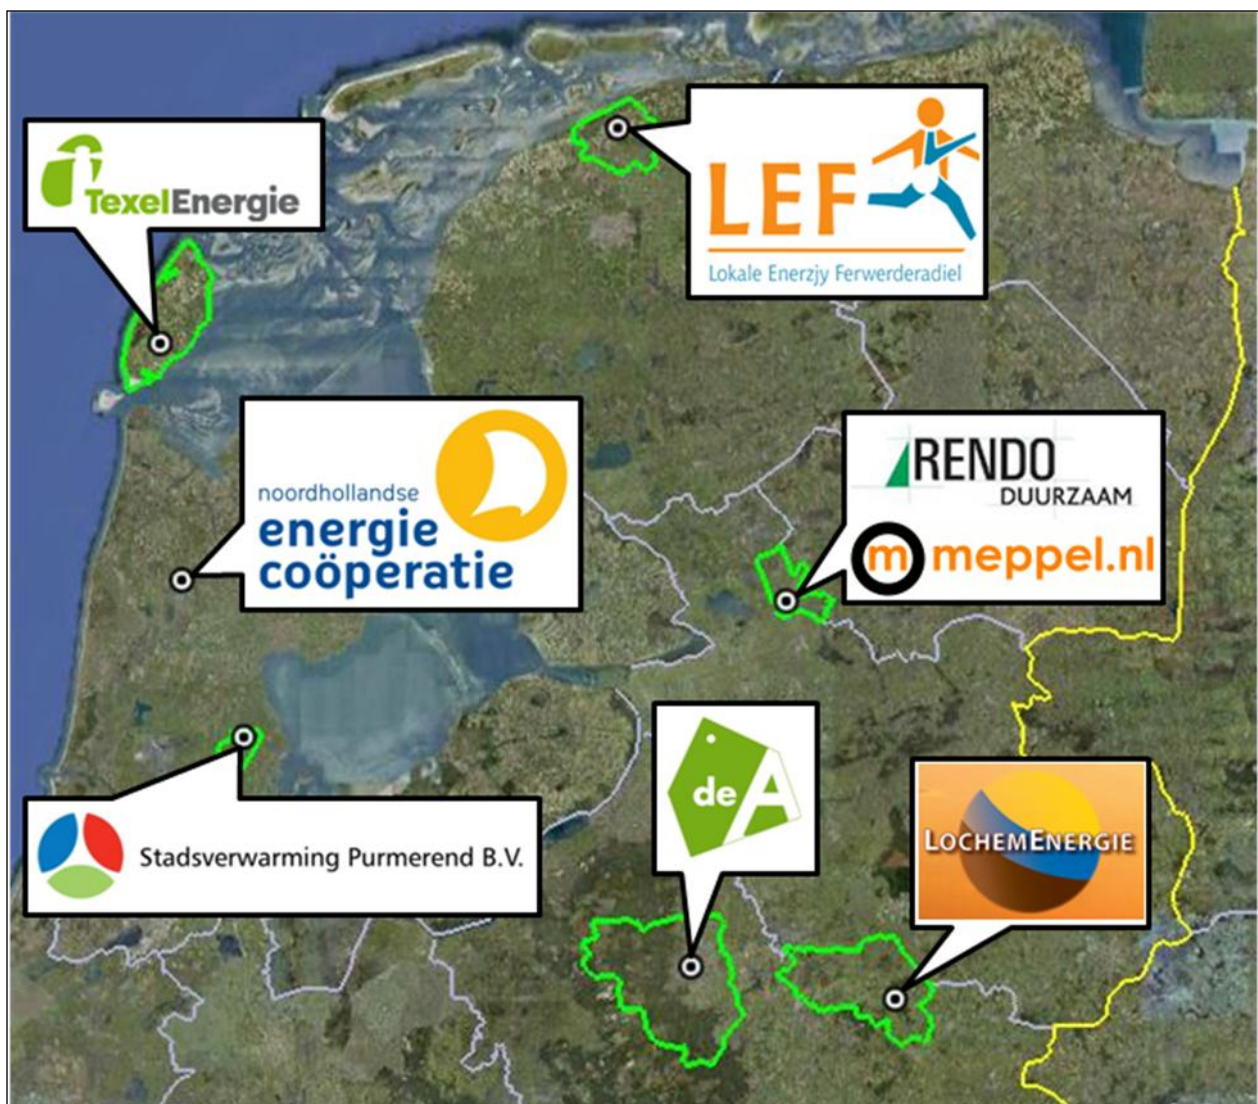 TexelEnergie
LEF
Lokale Enerzjy Ferwerderadiel
noordhollandse
energie
coöperatie
RENDO
DUURZAAM
m meppel.nl
Stadsverwarming Purmerend B.V.
de A
LOCHEMENERGIE